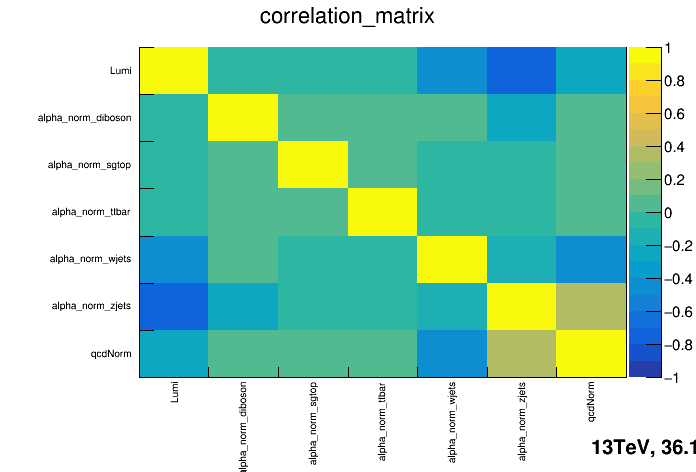 correlation_matrix
Lumi
alpha_norm_diboson
alpha_norm_sgtop
alpha_norm_ttbar
alpha_norm_wjets
alpha_norm_zjets
qcdNorm
1
0.8
0.6
0.4
0.2
0
−0.2
−0.4
−0.6
−0.8
−1
Lumi
alpha_norm_diboson
alpha_norm_sgtop
alpha_norm_ttbar
alpha_norm_wjets
alpha_norm_zjets
qcdNorm
13TeV, 36.1